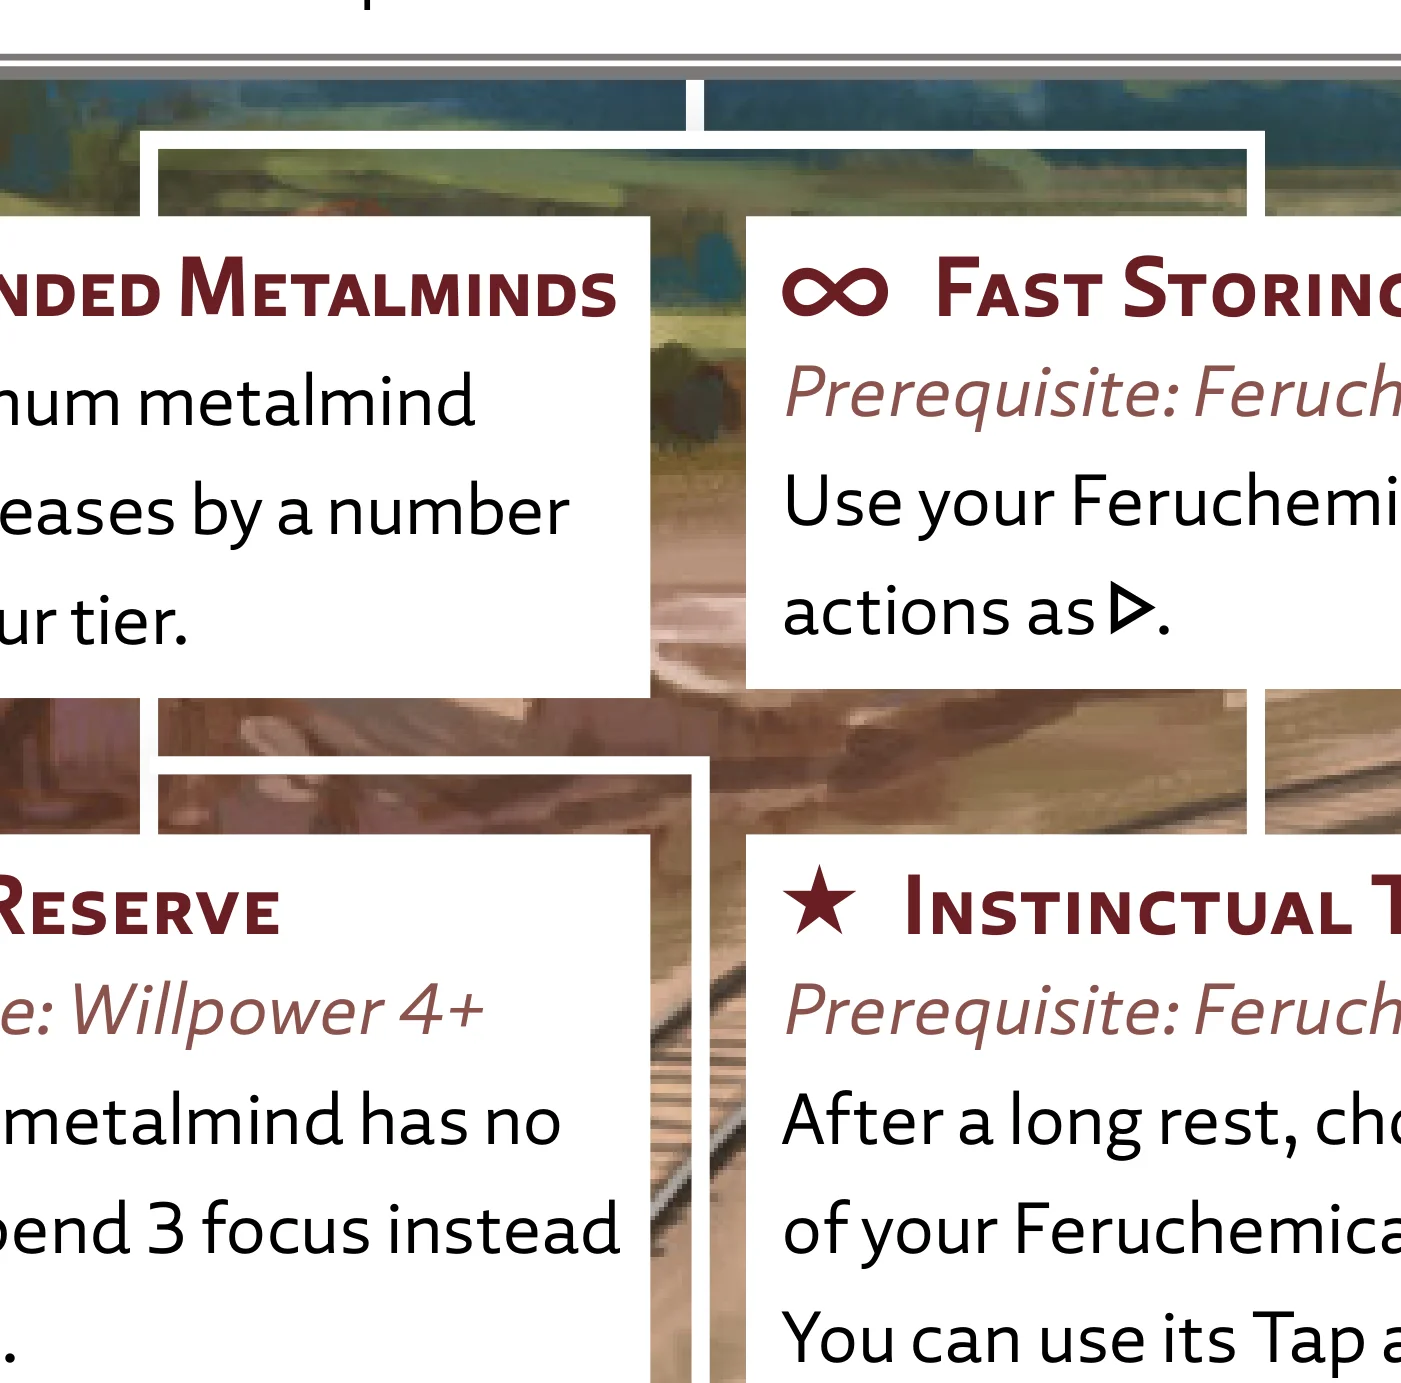 NDED METALMINDS
num metalmind
eases by a number
ur tier.
∞ FAST STORING
Prerequisite: Feruch
Use your Feruchemi
actions as ▷.
RESERVE
e: Willpower 4+
metalmind has no
pend 3 focus instead
.
★ INSTINCTUAL T
Prerequisite: Feruch
After a long rest, cho
of your Feruchemica
You can use its Tap a